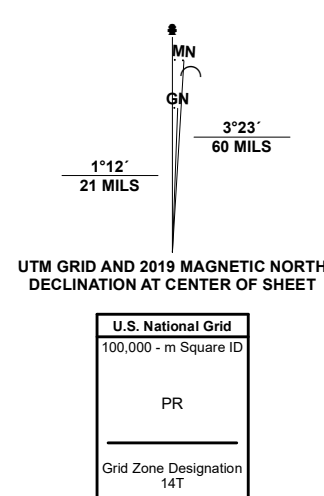 MN
GN
3°23´
60 MILS
1°12´
21 MILS
UTM GRID AND 2019 MAGNETIC NORTH
DECLINATION AT CENTER OF SHEET
U.S. National Grid
100,000 - m Square ID
PR
Grid Zone Designation
14T